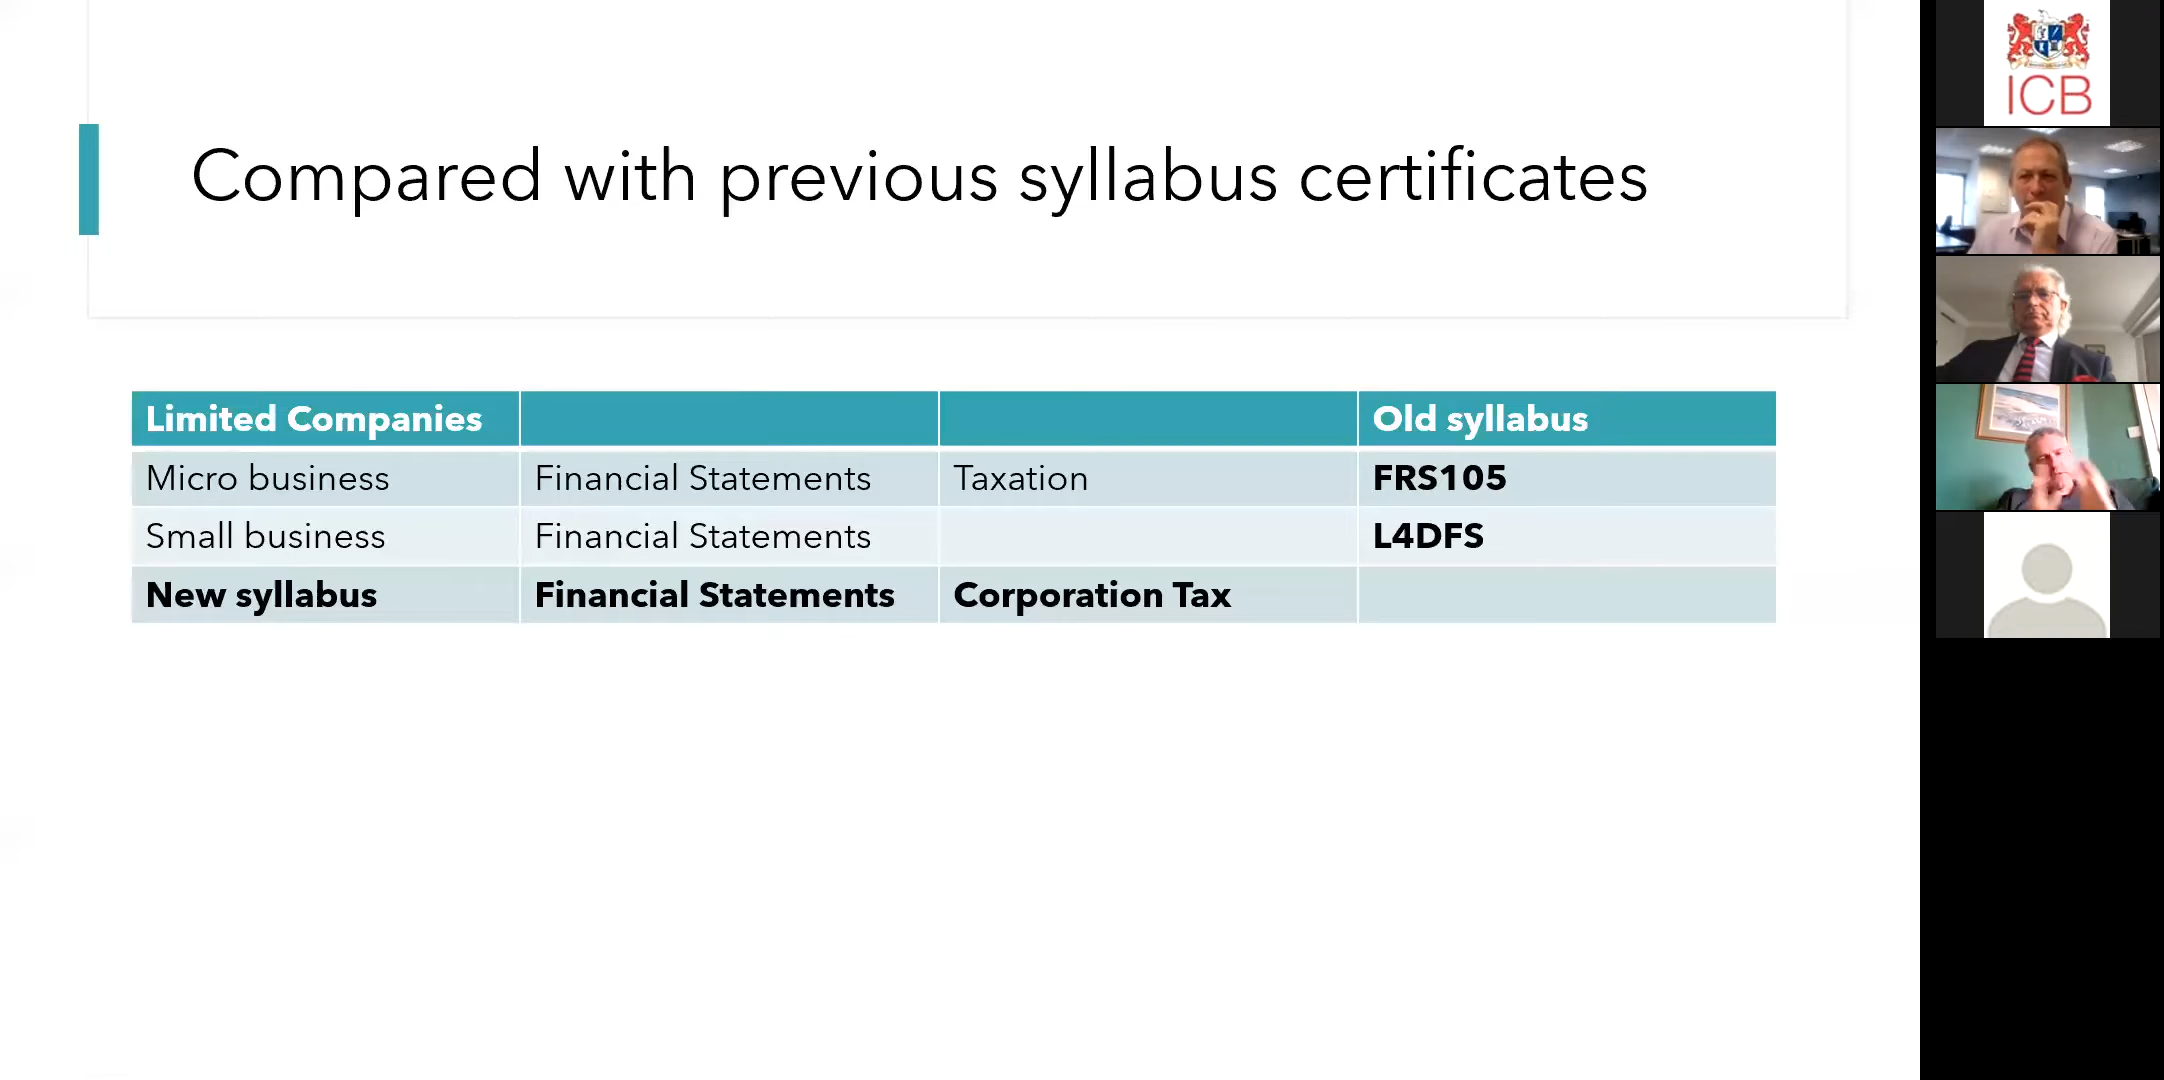 Compared with previous syllabus certificates
Limited Companies Old syllabus
Micro business Financial Statements Taxation FRS105
Small business Financial Statements L4DFS
New syllabus Financial Statements Corporation Tax
ICB